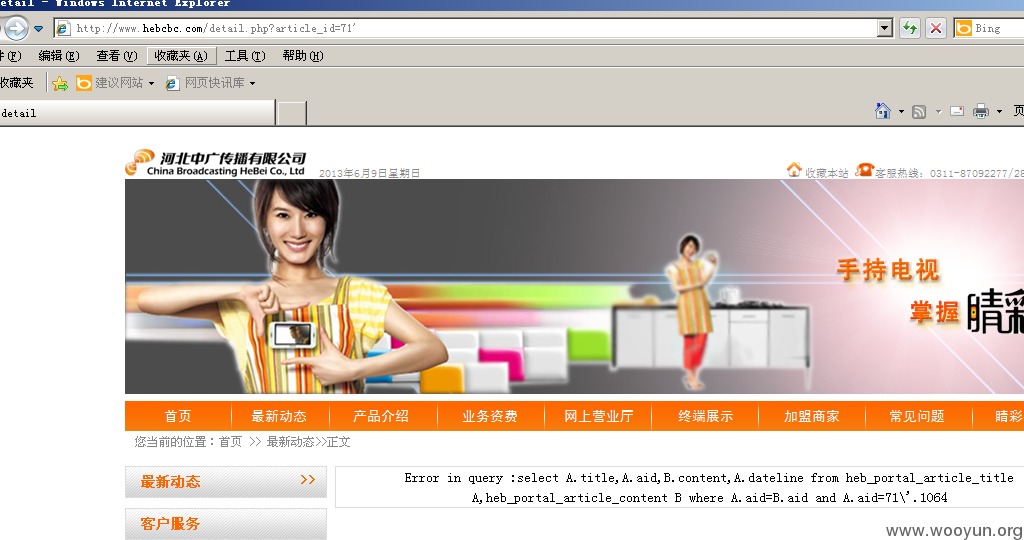 etail - Windows Internet Explorer
http://www.hebcbc.com/detail.php?article_id=71'
Bing
(F) 编辑(E) 查看(V) 收藏夹(A) 工具(T) 帮助(H)
收藏夹 建议网站 网页快讯库
detail
页
河北中广传播有限公司
China Broadcasting HeBei Co., Ltd
2013年6月9日星期日
收藏本站 客服热线: 0311-87092277/28
手持电视
掌握 睛彩
首页 最新动态 产品介绍 业务资费 网上营业厅 终端展示 加盟商家 常见问题 睛彩
您当前的位置：首页 >> 最新动态>>正文
最新动态 >>
Error in query :select A.title,A.aid,B.content,A.dateline from heb_portal_article_title
A,heb_portal_article_content B where A.aid=B.aid and A.aid=71\'.1064
客户服务
www.wooyun.org